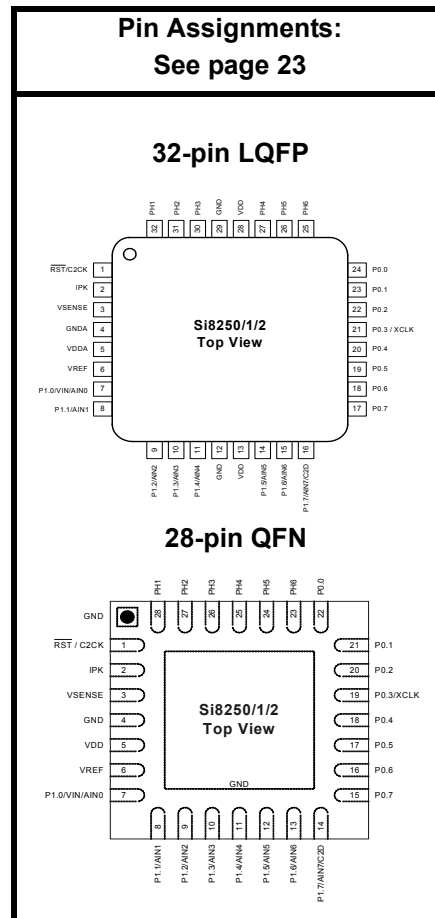 Pin Assignments:
See page 23
32-pin LQFP
PH1
PH2
PH3
GND
VDD
PH4
PH5
PH6
32
31
30
29
28
27
26
25
RST/C2CK 1
IPK 2
VSENSE 3
GNDA 4
VDDA 5
VREF 6
P1.0/VIN/AIN0 7
P1.1/AIN1 8
Si8250/1/2
Top View
24 P0.0
23 P0.1
22 P0.2
21 P0.3 / XCLK
20 P0.4
19 P0.5
18 P0.6
17 P0.7
9
10
11
12
13
14
15
16
P1.2/AIN2
P1.3/AIN3
P1.4/AIN4
GND
VDD
P1.5/AIN5
P1.6/AIN6
P1.7/AIN7/C2D
28-pin QFN
PH1
PH2
PH3
PH4
PH5
PH6
P0.0
28
27
26
25
24
23
22
GND
RST / C2CK 1
IPK 2
VSENSE 3
GND 4
VDD 5
VREF 6
P1.0/VIN/AIN0 7
Si8250/1/2
Top View
GND
21 P0.1
20 P0.2
19 P0.3/XCLK
18 P0.4
17 P0.5
16 P0.6
15 P0.7
8
9
10
11
12
13
14
P1.1/AIN1
P1.2/AIN2
P1.3/AIN3
P1.4/AIN4
P1.5/AIN5
P1.6/AIN6
P1.7/AIN7/C2D